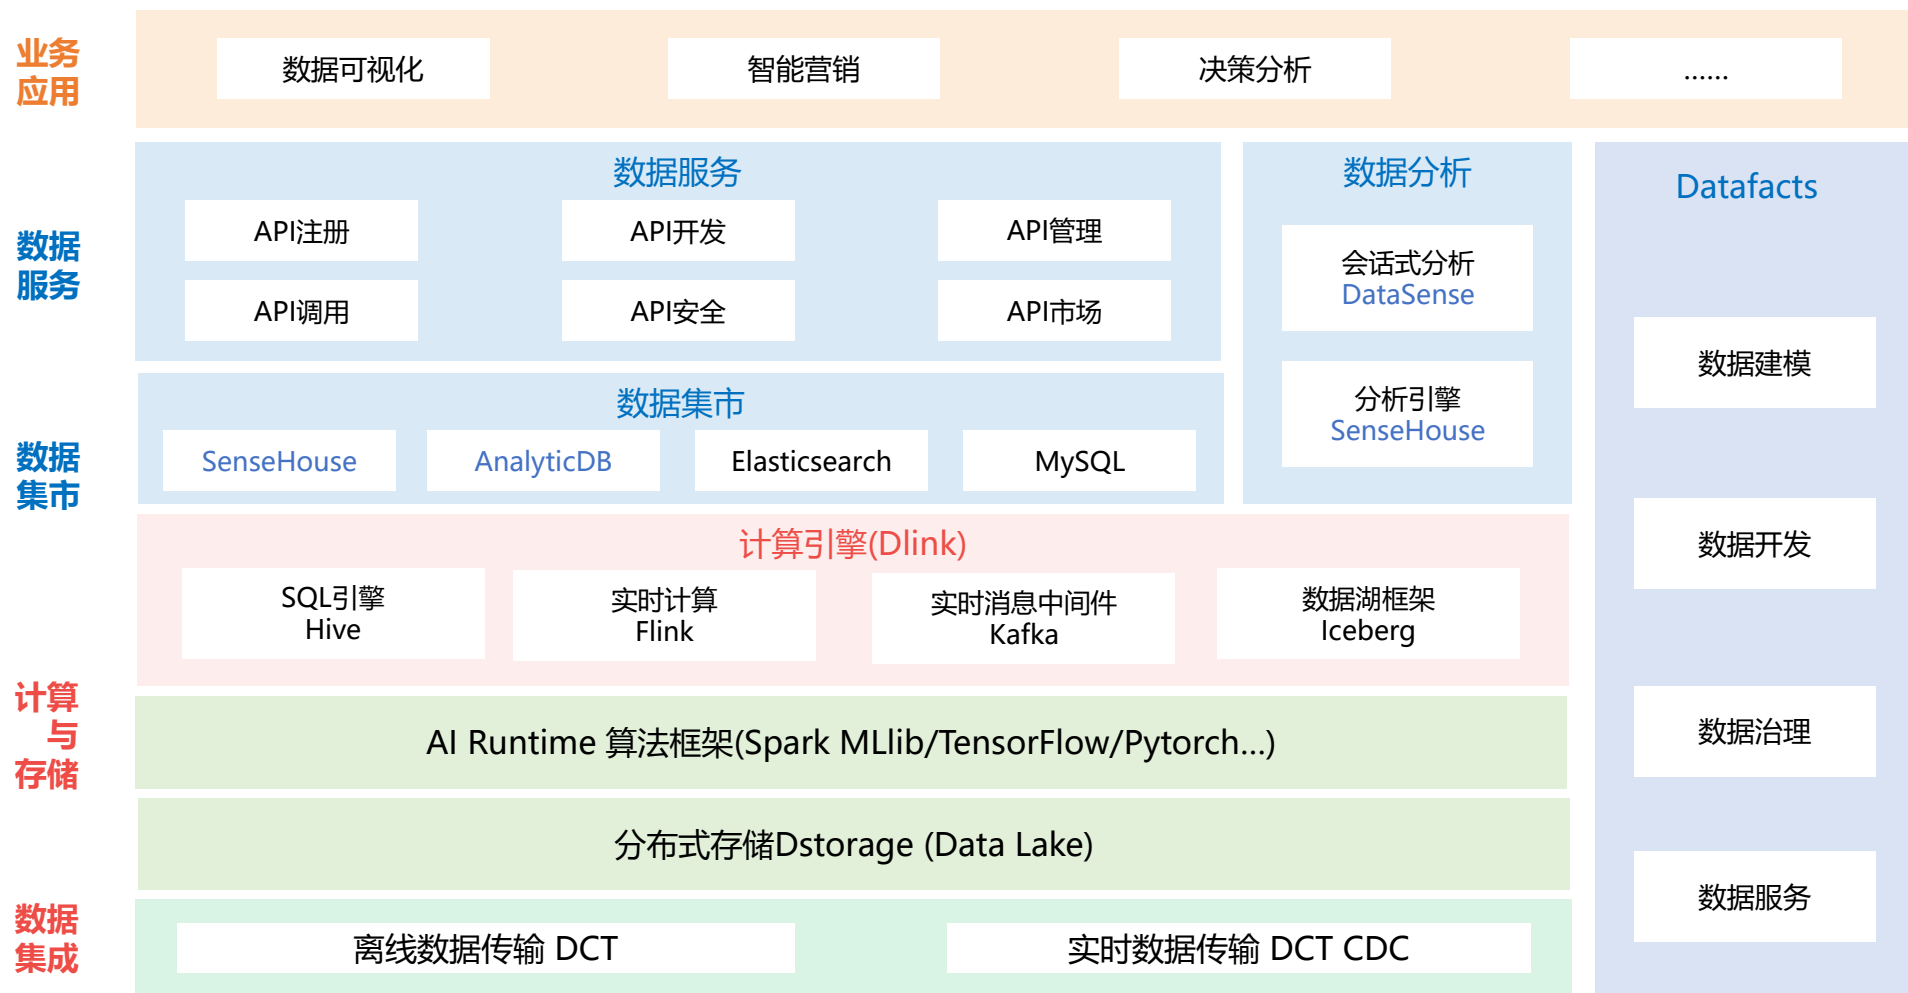 业务
应用
数据可视化
智能营销
决策分析
......
数据
服务
数据服务
API注册
API开发
API管理
API调用
API安全
API市场
数据分析
会话式分析
DataSense
分析引擎
SenseHouse
数据
集市
数据集市
SenseHouse
AnalyticDB
Elasticsearch
MySQL
计算
与
存储
计算引擎(Dlink)
SQL引擎
Hive
实时计算
Flink
实时消息中间件
Kafka
数据湖框架
Iceberg
AI Runtime 算法框架(Spark MLlib/TensorFlow/Pytorch...)
分布式存储Dstorage (Data Lake)
数据
集成
离线数据传输 DCT
实时数据传输 DCT CDC
Datafacts
数据建模
数据开发
数据治理
数据服务